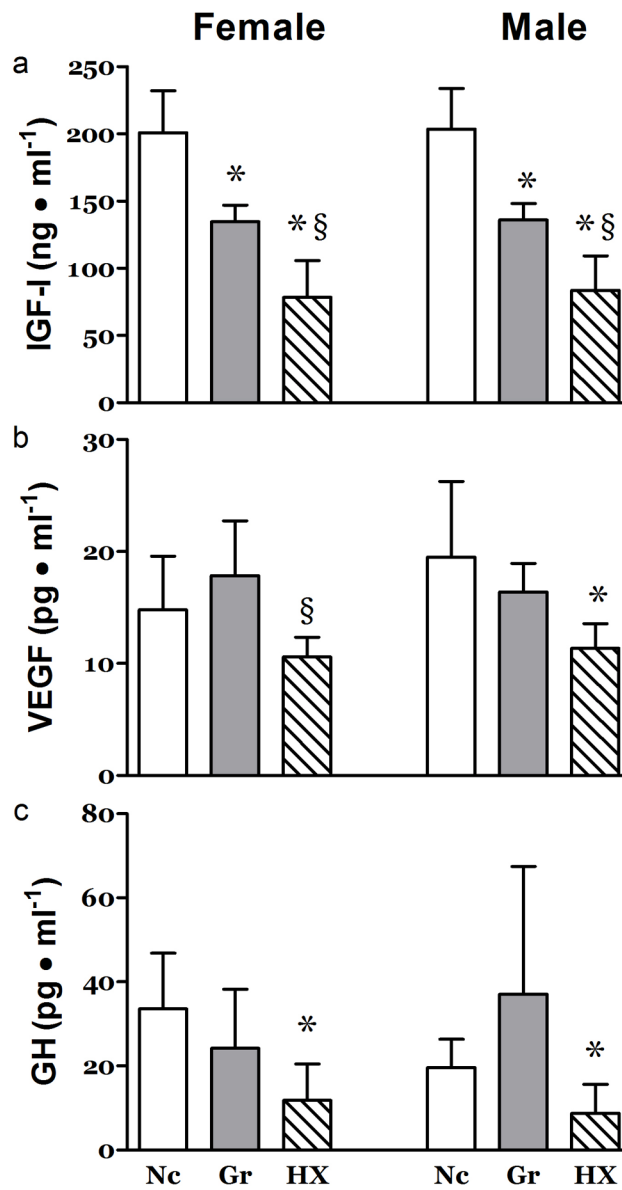 Female Male
a
IGF-I (ng • ml-1)
250
200
150
100
50
0
*
* §
*
* §
b
VEGF (pg • ml-1)
30
20
10
0
§
*
c
GH (pg • ml-1)
80
60
40
20
0
*
*
Nc Gr HX Nc Gr HX